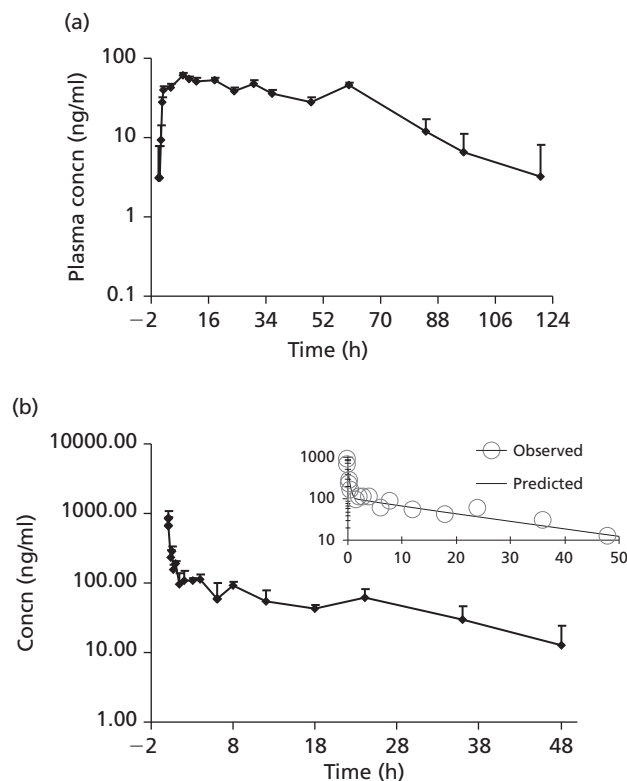 (a)
100
10
1
0.1
Plasma concn (ng/ml)
−2 16 34 52 70 88 106 124
Time (h)
(b)
10000.00
1000.00
100.00
10.00
1.00
Concn (ng/ml)
−2 8 18 28 38 48
Time (h)
1000
100
10
0 10 20 30 40 50
Observed
Predicted